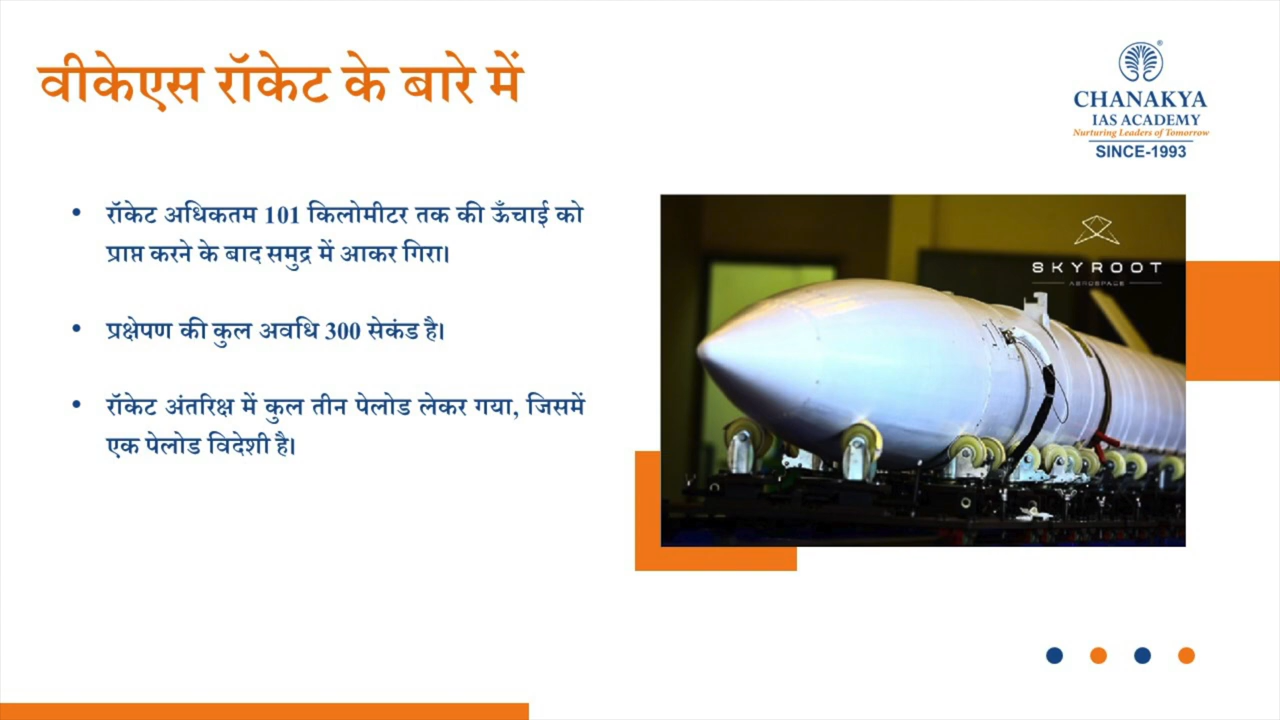 वीकेएस रॉकेट के बारे में
®
CHANAKYA
IAS ACADEMY
Nurturing Leaders of Tomorrow
SINCE-1993
• रॉकेट अधिकतम 101 किलोमीटर तक की ऊँचाई को
प्राप्त करने के बाद समुद्र में आकर गिरा।
• प्रक्षेपण की कुल अवधि 300 सेकंड है।
• रॉकेट अंतरिक्ष में कुल तीन पेलोड लेकर गया, जिसमें
एक पेलोड विदेशी है।
SKYROOT
AEROSPACE